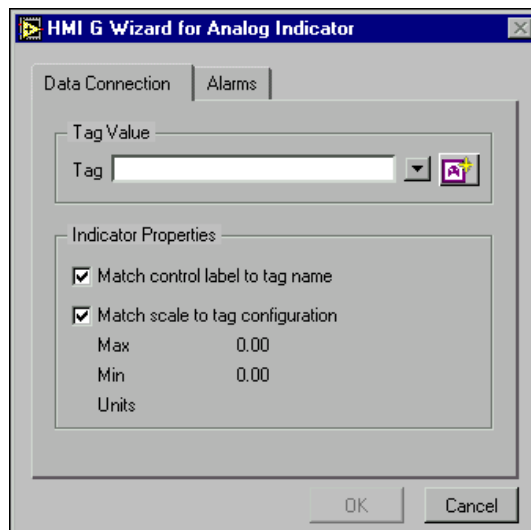 HMI G Wizard for Analog Indicator
Data Connection Alarms
Tag Value
Tag
Indicator Properties
Match control label to tag name
Match scale to tag configuration
Max 0.00
Min 0.00
Units
OK Cancel